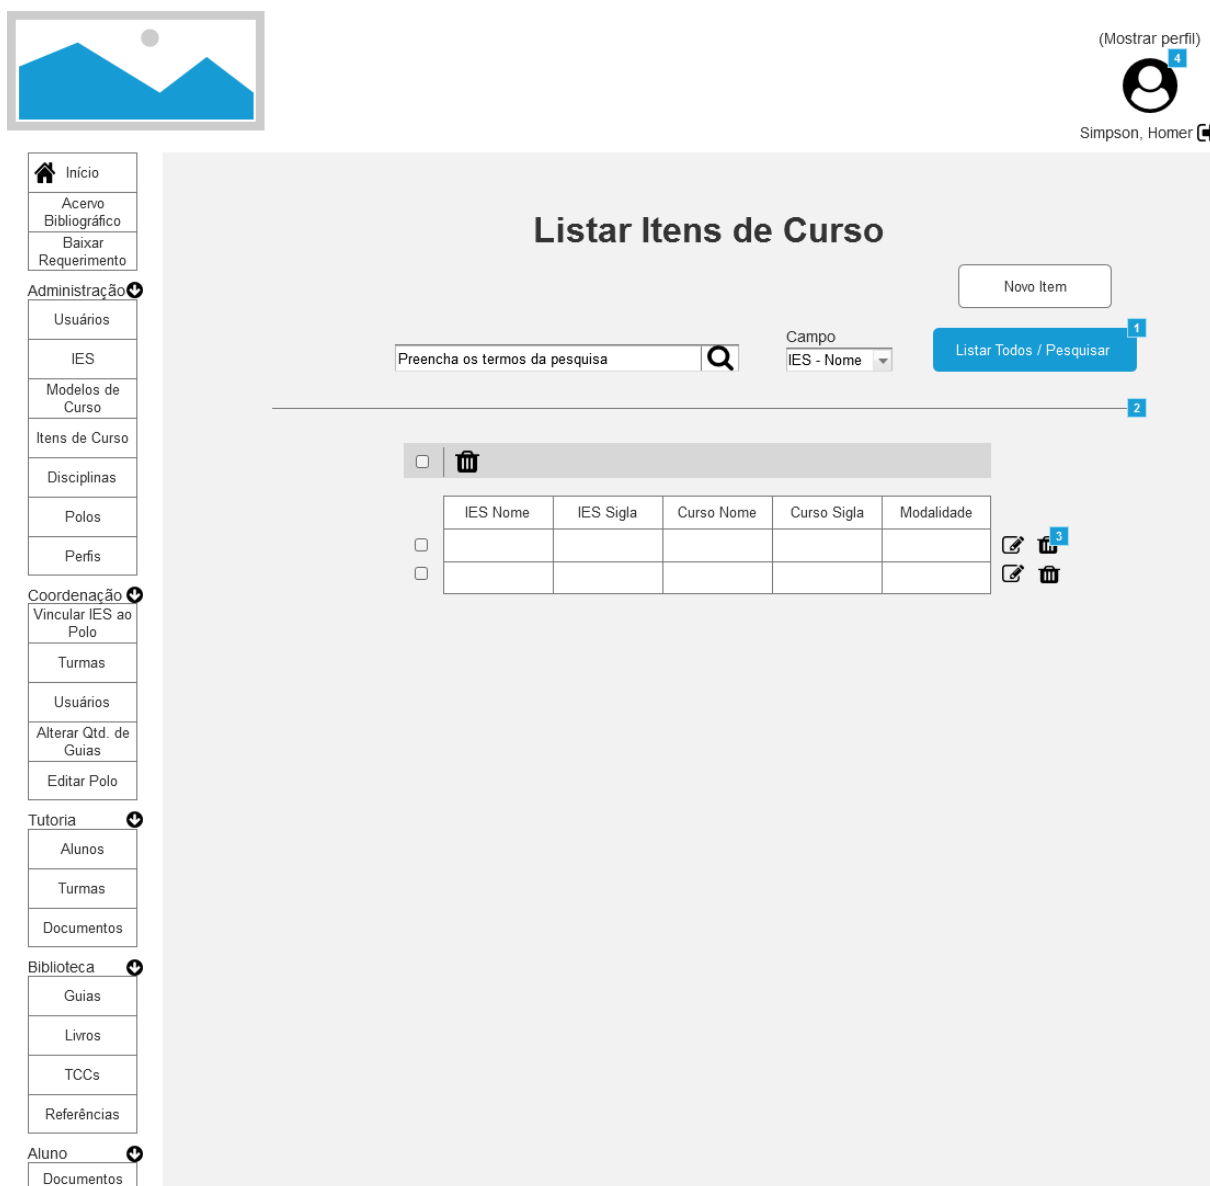 (Mostrar perfil)
4
Simpson, Homer
Início
Acervo
Bibliográfico
Baixar
Requerimento
Administração
Usuários
IES
Modelos de
Curso
Itens de Curso
Disciplinas
Polos
Perfis
Coordenação
Vincular IES ao
Polo
Turmas
Usuários
Alterar Qtd. de
Guias
Editar Polo
Tutoria
Alunos
Turmas
Documentos
Biblioteca
Guias
Livros
TCCs
Referências
Aluno
Documentos
Listar Itens de Curso
Novo Item
Preencha os termos da pesquisa
Campo
IES - Nome
Listar Todos / Pesquisar
1
2
IES Nome
IES Sigla
Curso Nome
Curso Sigla
Modalidade
3